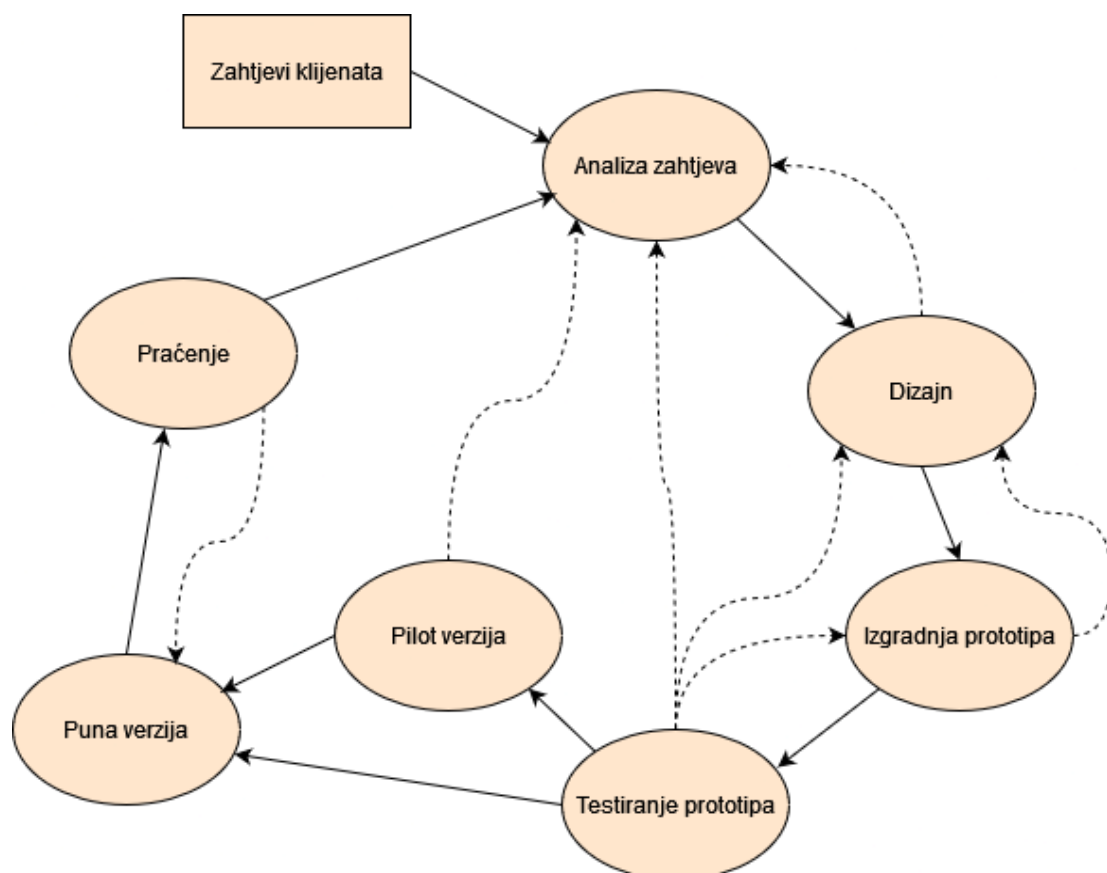 Zahtjevi klijenata
Analiza zahtjeva
Praćenje
Dizajn
Pilot verzija
Izgradnja prototipa
Puna verzija
Testiranje prototipa